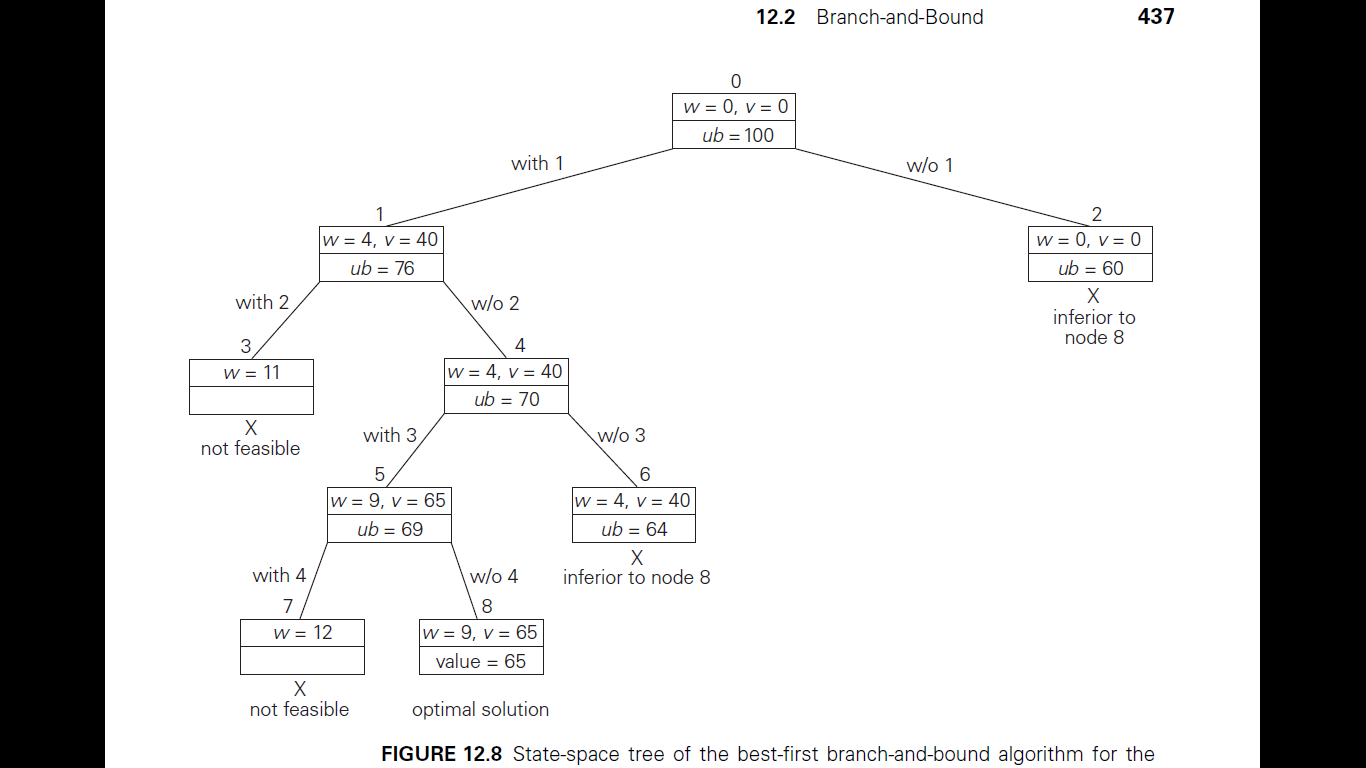 12.2 Branch-and-Bound 437
0
w = 0, v = 0
ub = 100
with 1
w/o 1
1
w = 4, v = 40
ub = 76
2
w = 0, v = 0
ub = 60
X
inferior to
node 8
with 2
w/o 2
3
w = 11
X
not feasible
4
w = 4, v = 40
ub = 70
with 3
w/o 3
5
w = 9, v = 65
ub = 69
6
w = 4, v = 40
ub = 64
X
inferior to node 8
with 4
w/o 4
7
w = 12
X
not feasible
8
w = 9, v = 65
value = 65
optimal solution
FIGURE 12.8 State-space tree of the best-first branch-and-bound algorithm for the